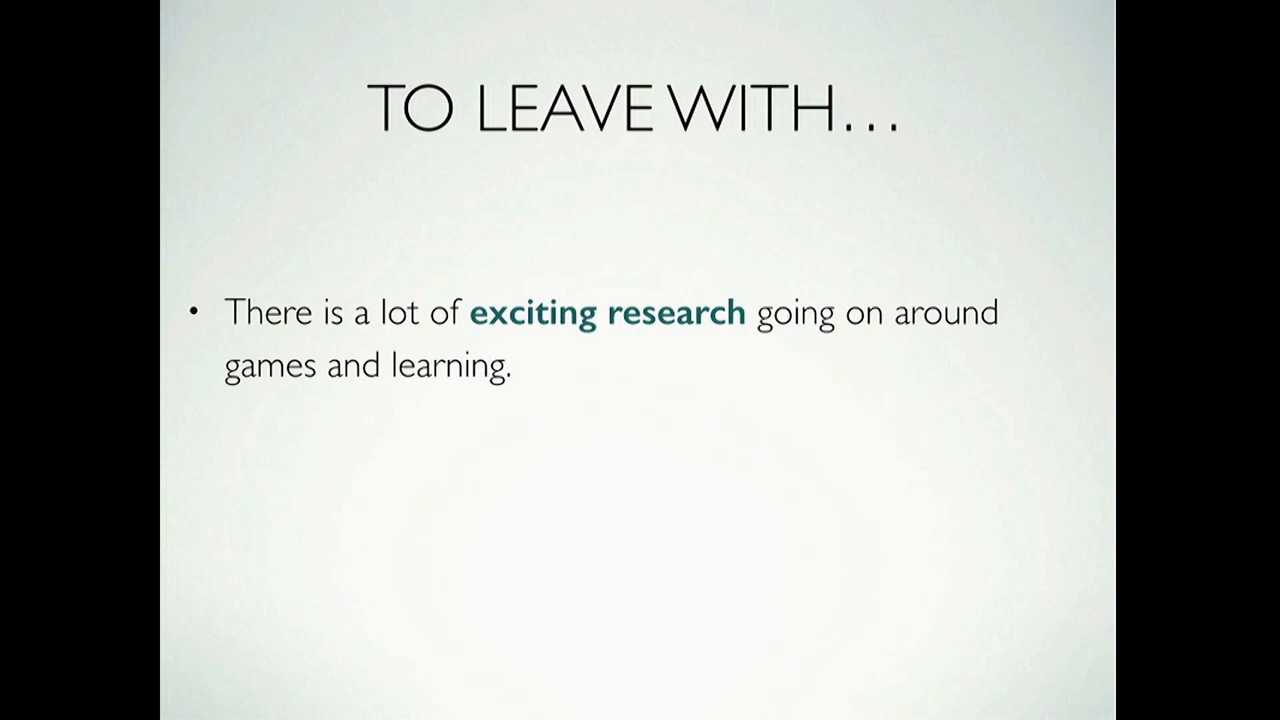 TO LEAVE WITH…
• There is a lot of exciting research going on around
games and learning.